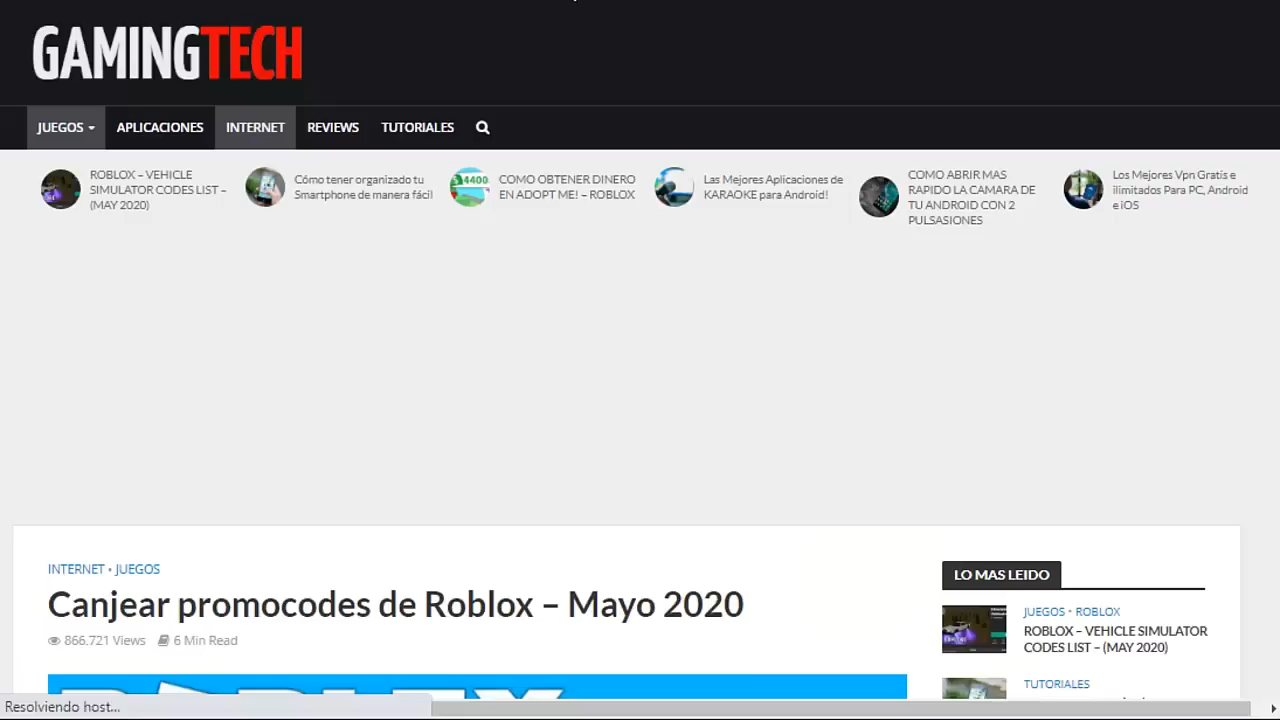 GAMINGTECH
JUEGOS APLICACIONES INTERNET REVIEWS TUTORIALES
ROBLOX – VEHICLE
SIMULATOR CODES LIST –
(MAY 2020)
Cómo tener organizado tu
Smartphone de manera fácil
4400
COMO OBTENER DINERO
EN ADOPT ME! – ROBLOX
Las Mejores Aplicaciones de
KARAOKE para Android!
COMO ABRIR MAS
RAPIDO LA CAMARA DE
TU ANDROID CON 2
PULSASIONES
Los Mejores Vpn Gratis e
ilimitados Para PC, Android
e iOS
INTERNET • JUEGOS
Canjear promocodes de Roblox – Mayo 2020
866.721 Views 6 Min Read
ROBLOX
LO MAS LEIDO
JUEGOS • ROBLOX
ROBLOX – VEHICLE SIMULATOR
CODES LIST – (MAY 2020)
TUTORIALES
Resolviendo host...